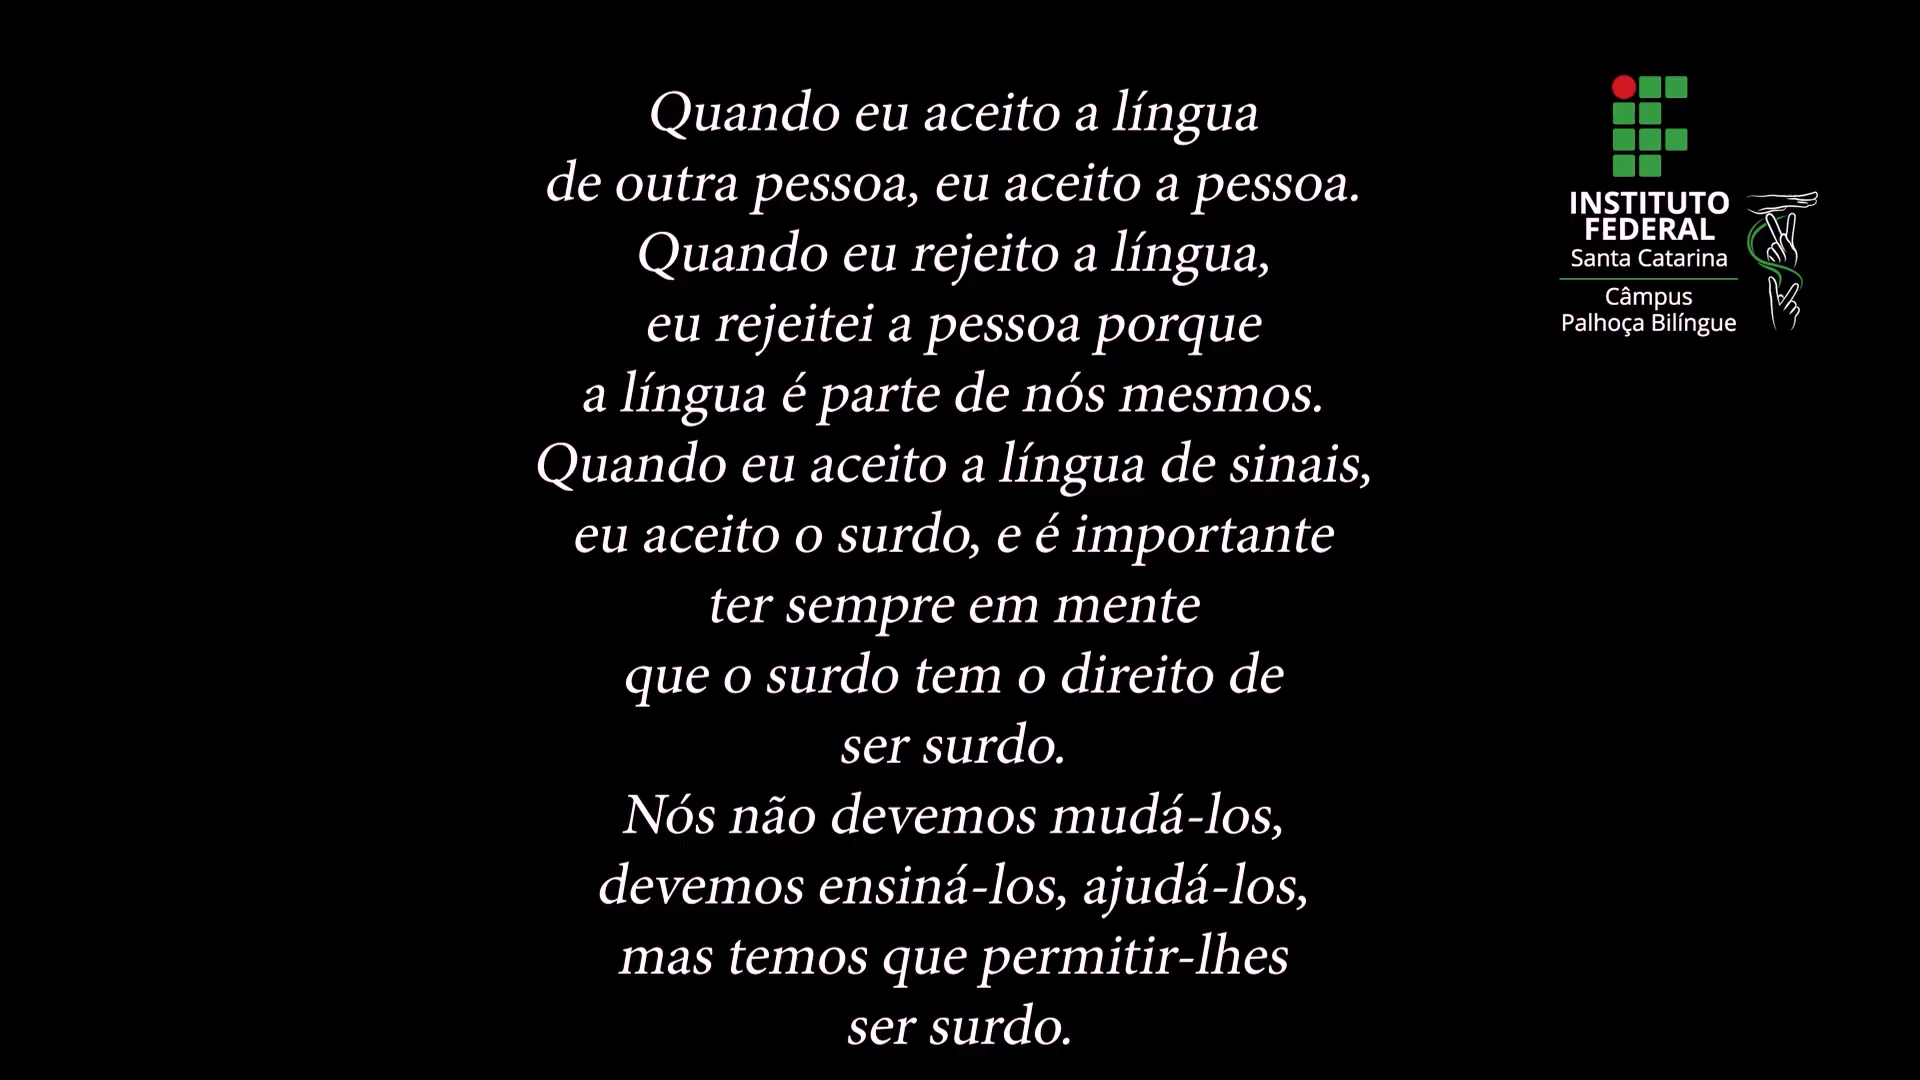 Quando eu aceito a língua
de outra pessoa, eu aceito a pessoa.
Quando eu rejeito a língua,
eu rejeitei a pessoa porque
a língua é parte de nós mesmos.
Quando eu aceito a língua de sinais,
eu aceito o surdo, e é importante
ter sempre em mente
que o surdo tem o direito de
ser surdo.
Nós não devemos mudá-los,
devemos ensiná-los, ajudá-los,
mas temos que permitir-lhes
ser surdo.
INSTITUTO
FEDERAL
Santa Catarina
Câmpus
Palhoça Bilíngue